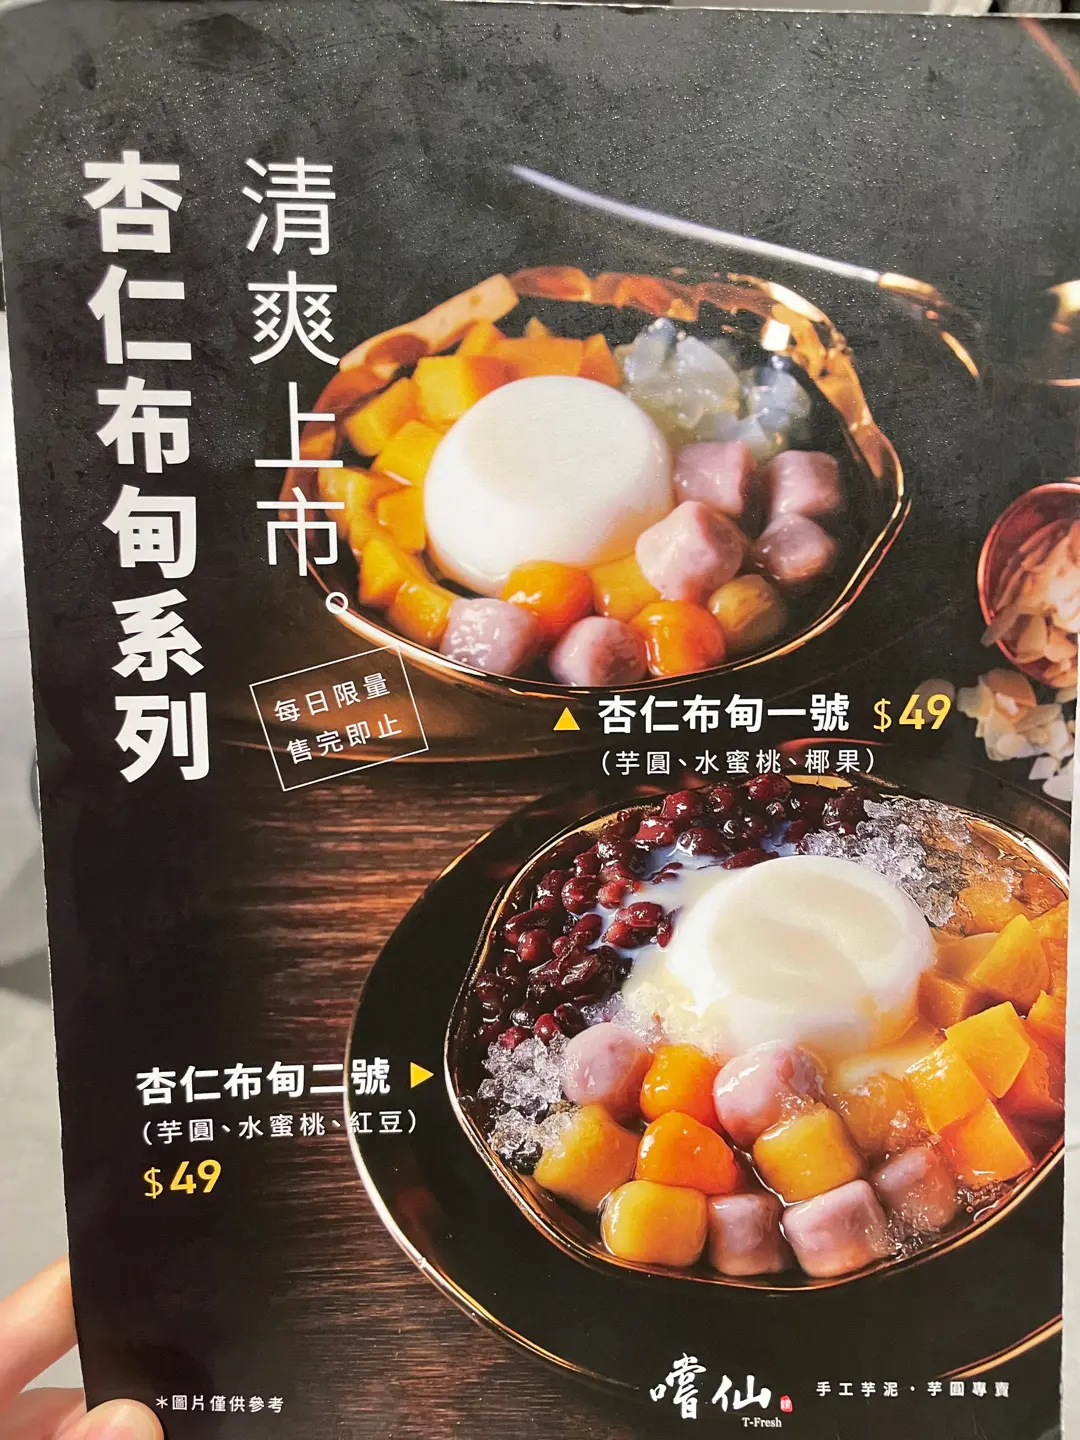 清爽上市。
杏仁布甸系列
每日限量
售完即止
▲ 杏仁布甸一號 $49
(芋圓、水蜜桃、椰果)
杏仁布甸二號 ▶
(芋圓、水蜜桃、紅豆)
$49
*圖片僅供參考
嚐仙
T-Fresh
手工芋泥·芋圓專賣